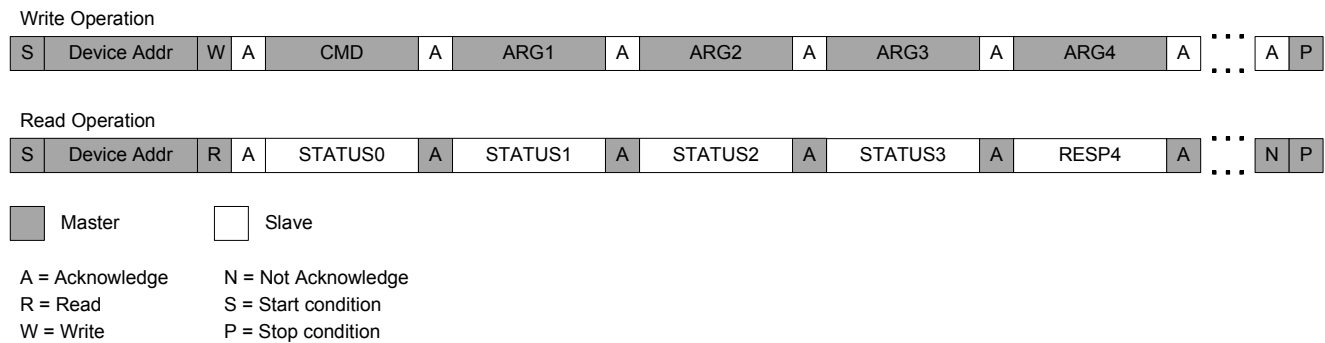 Write Operation
S Device Addr W A CMD A ARG1 A ARG2 A ARG3 A ARG4 A A P
Read Operation
S Device Addr R A STATUS0 A STATUS1 A STATUS2 A STATUS3 A RESP4 A N P
Master Slave
A = Acknowledge N = Not Acknowledge
R = Read S = Start condition
W = Write P = Stop condition